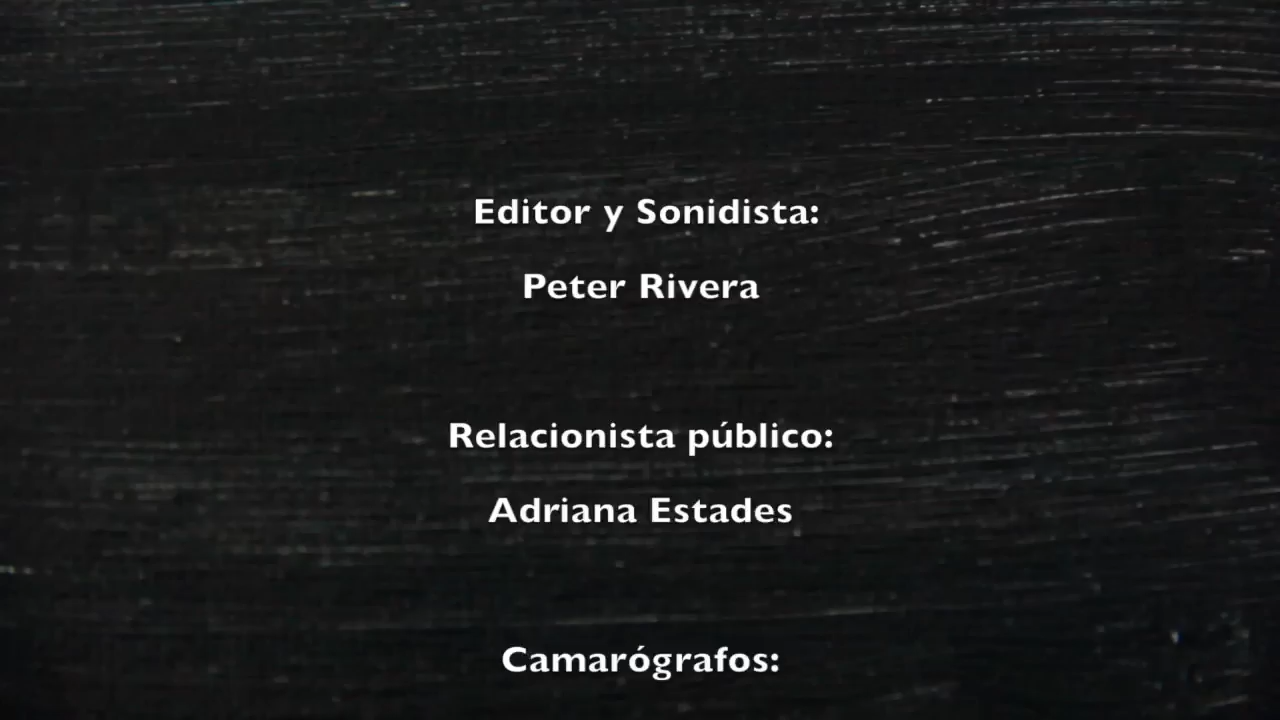 Editor y Sonidista:
Peter Rivera
Relacionista público:
Adriana Estades
Camarógrafos: